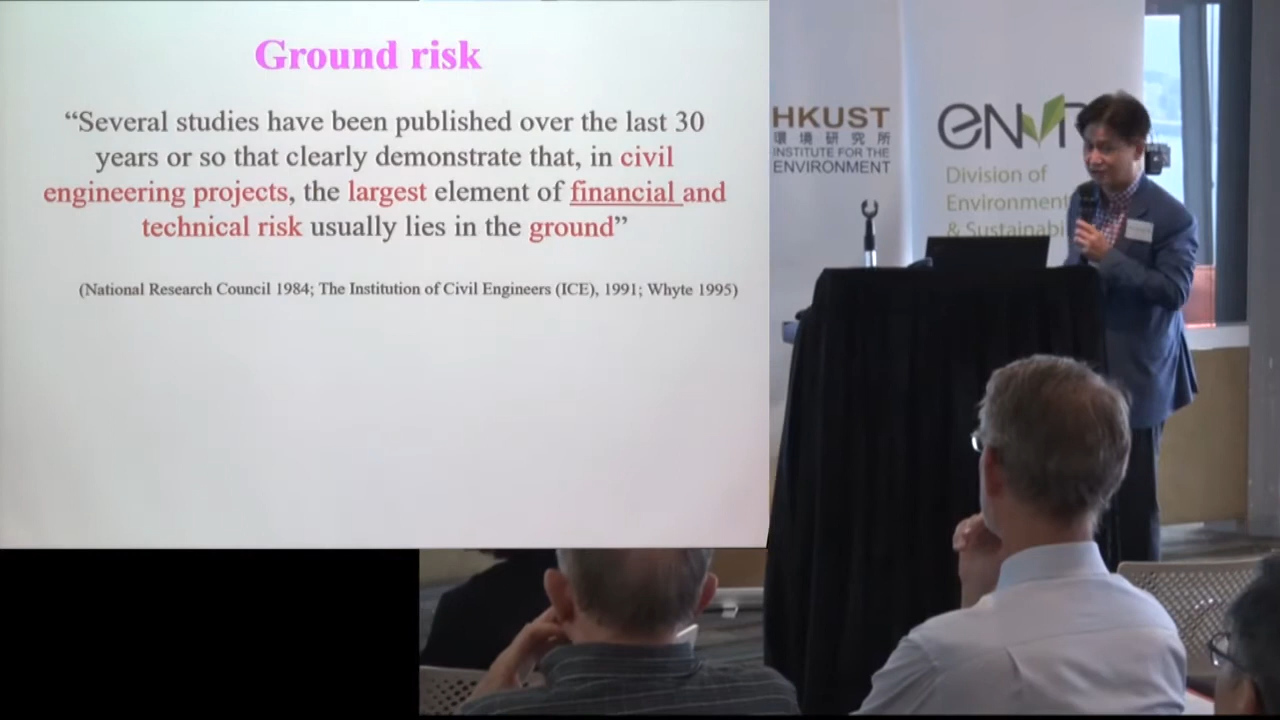 Ground risk
“Several studies have been published over the last 30
years or so that clearly demonstrate that, in civil
engineering projects, the largest element of financial and
technical risk usually lies in the ground”
(National Research Council 1984; The Institution of Civil Engineers (ICE), 1991; Whyte 1995)
HKUST
環境研究所
INSTITUTE FOR THE
ENVIRONMENT
ENVR
Division of
Environment
& Sustainabi